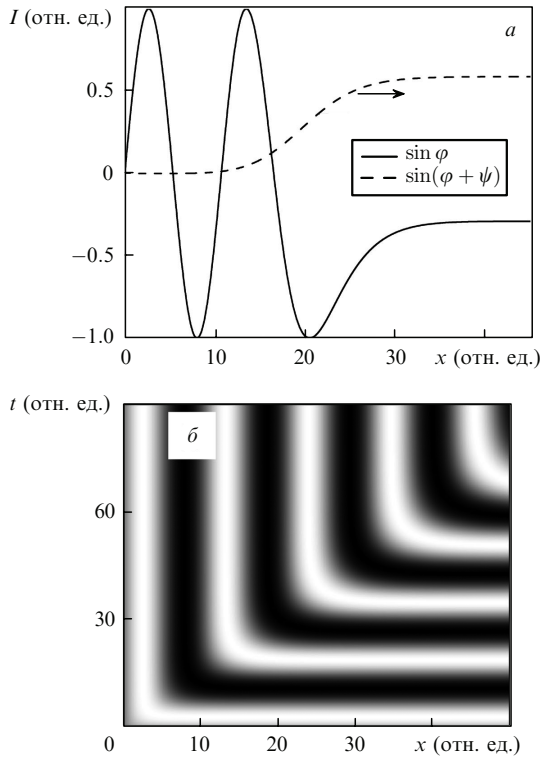 I (отн. ед.)
а
0.5
sin φ
0
sin(φ + ψ)
−0.5
−1.0
0 10 20 30 x (отн. ед.)
t (отн. ед.)
б
60
30
0 10 20 30 x (отн. ед.)